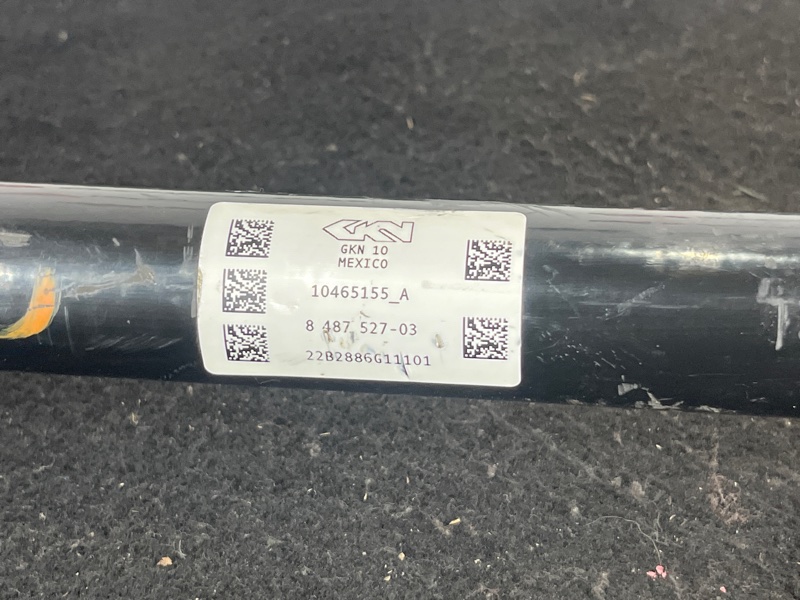 GKN
GKN 10
MEXICO
10465155_A
8 487 527-03
22B2886G11101